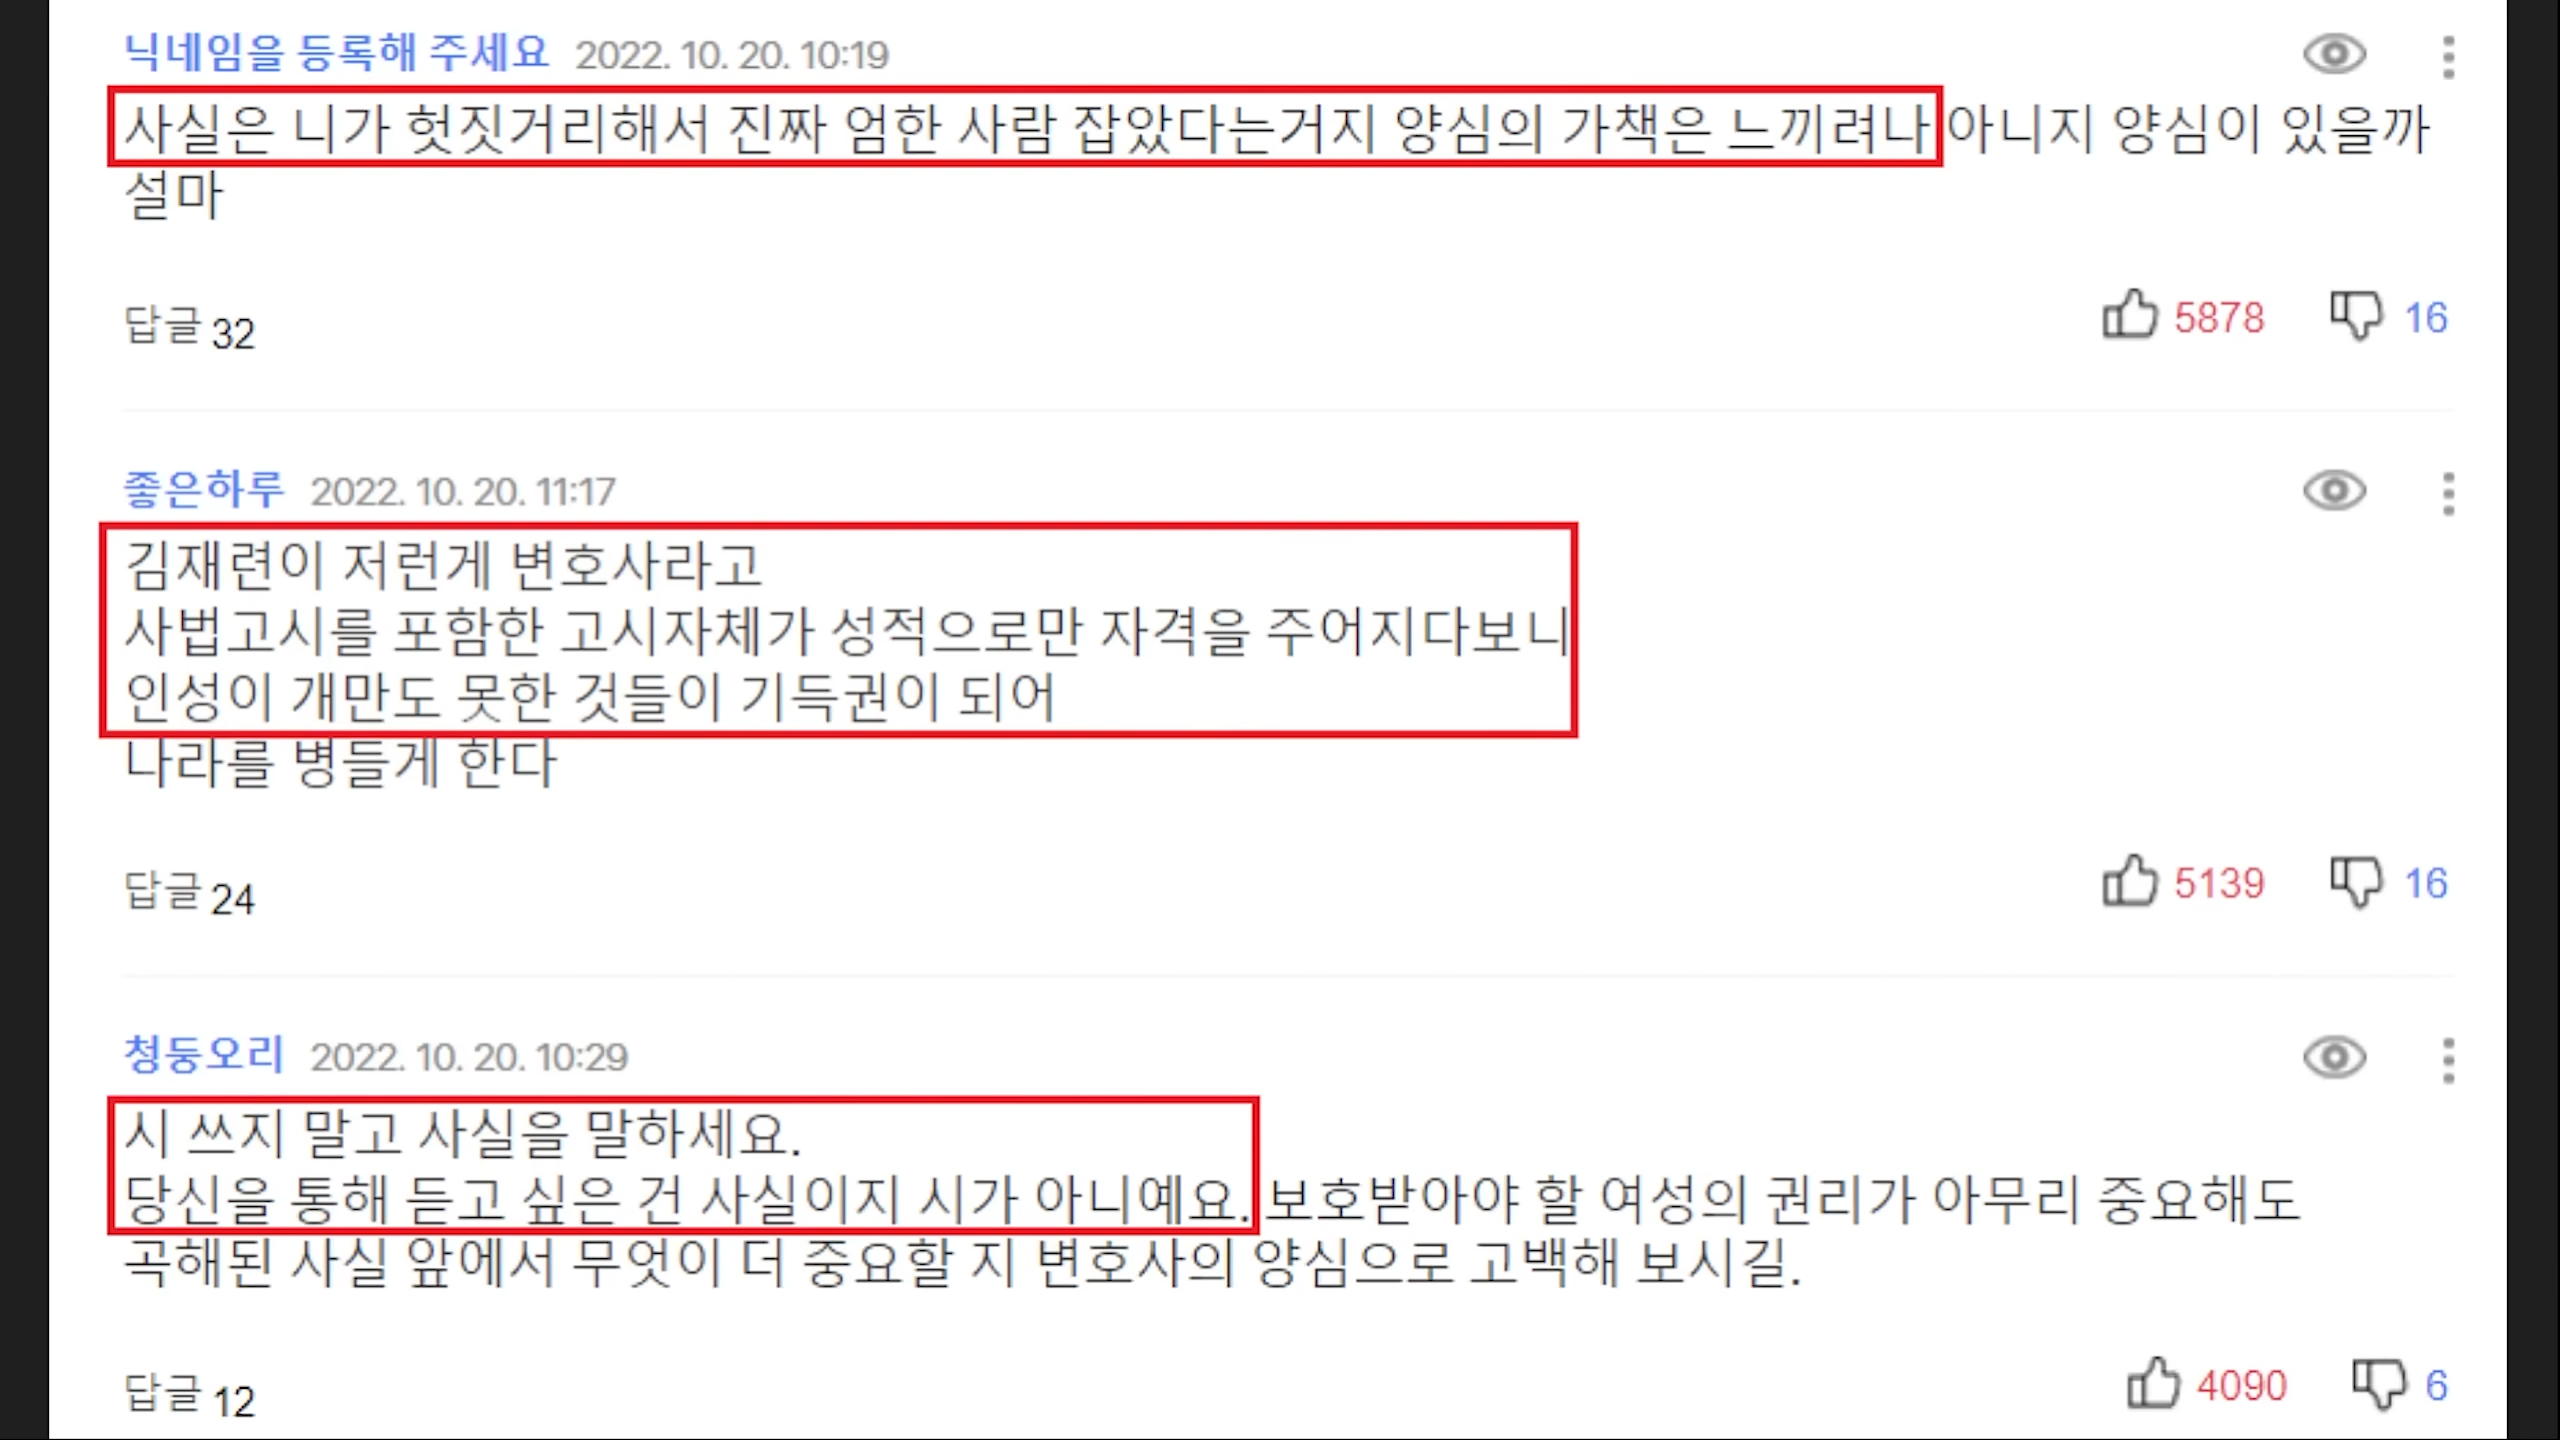 닉네임을 등록해 주세요 2022. 10. 20. 10:19
사실은 니가 헛짓거리해서 진짜 엄한 사람 잡았다는거지 양심의 가책은 느끼려나 아니지 양심이 있을까
설마
답글 32 5878 16
좋은하루 2022. 10. 20. 11:17
김재련이 저런게 변호사라고
사법고시를 포함한 고시자체가 성적으로만 자격을 주어지다보니
인성이 개만도 못한 것들이 기득권이 되어
나라를 병들게 한다
답글 24 5139 16
청둥오리 2022. 10. 20. 10:29
시 쓰지 말고 사실을 말하세요.
당신을 통해 듣고 싶은 건 사실이지 시가 아니예요. 보호받아야 할 여성의 권리가 아무리 중요해도
곡해된 사실 앞에서 무엇이 더 중요할 지 변호사의 양심으로 고백해 보시길.
답글 12 4090 6